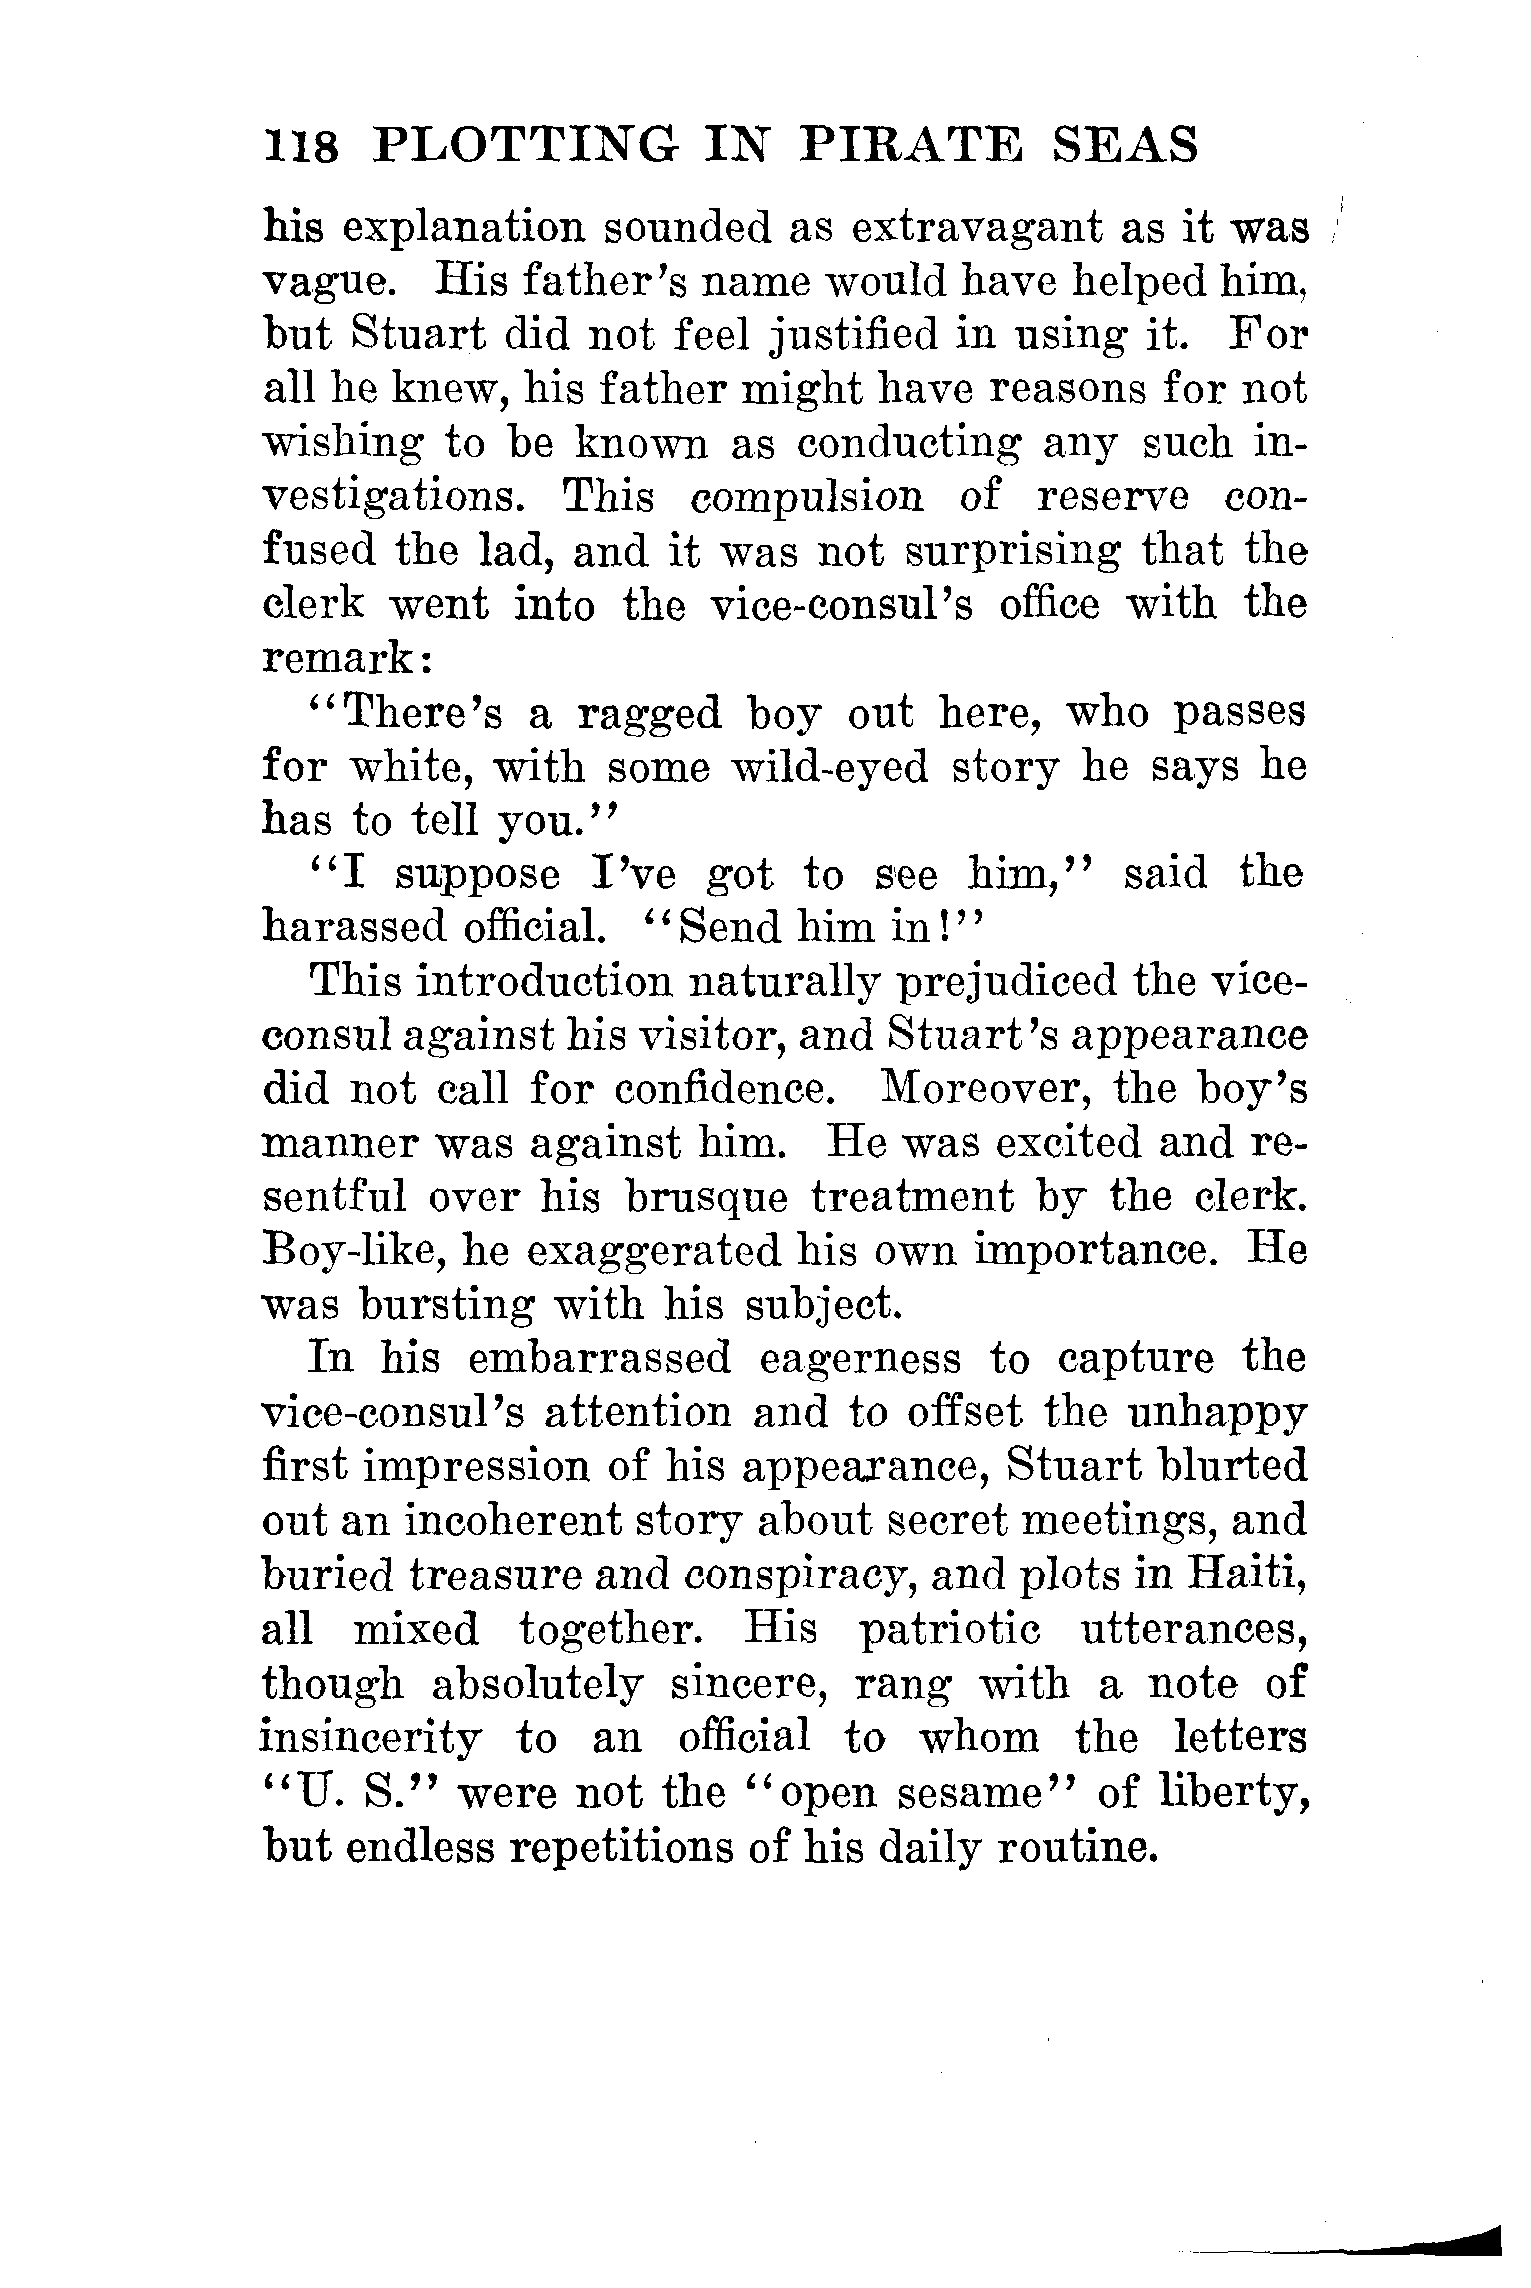 118 PLOTTING IN PIRATE SEAS
his explanation sounded as extravagant as it was
vague. His father's name would have helped him,
but Stuart did not feel justified in using it. For
all he knew, his father might have reasons for not
wishing to be known as conducting any such in-
vestigations. This compulsion of reserve con-
fused the lad, and it was not surprising that the
clerk went into the vice-consul's office with the
remark:
"There's a ragged boy out here, who passes
for white, with some wild-eyed story he says he
has to tell you."
"I suppose I've got to see him," said the
harassed official. "Send him in!"
This introduction naturally prejudiced the vice-
consul against his visitor, and Stuart's appearance
did not call for confidence. Moreover, the boy's
manner was against him. He was excited and re-
sentful over his brusque treatment by the clerk.
Boy-like, he exaggerated his own importance. He
was bursting with his subject.
In his embarrassed eagerness to capture the
vice-consul's attention and to offset the unhappy
first impression of his appearance, Stuart blurted
out an incoherent story about secret meetings, and
buried treasure and conspiracy, and plots in Haiti,
all mixed together. His patriotic utterances,
though absolutely sincere, rang with a note of
insincerity to an official to whom the letters
"U. S." were not the "open sesame" of liberty,
but endless repetitions of his daily routine.